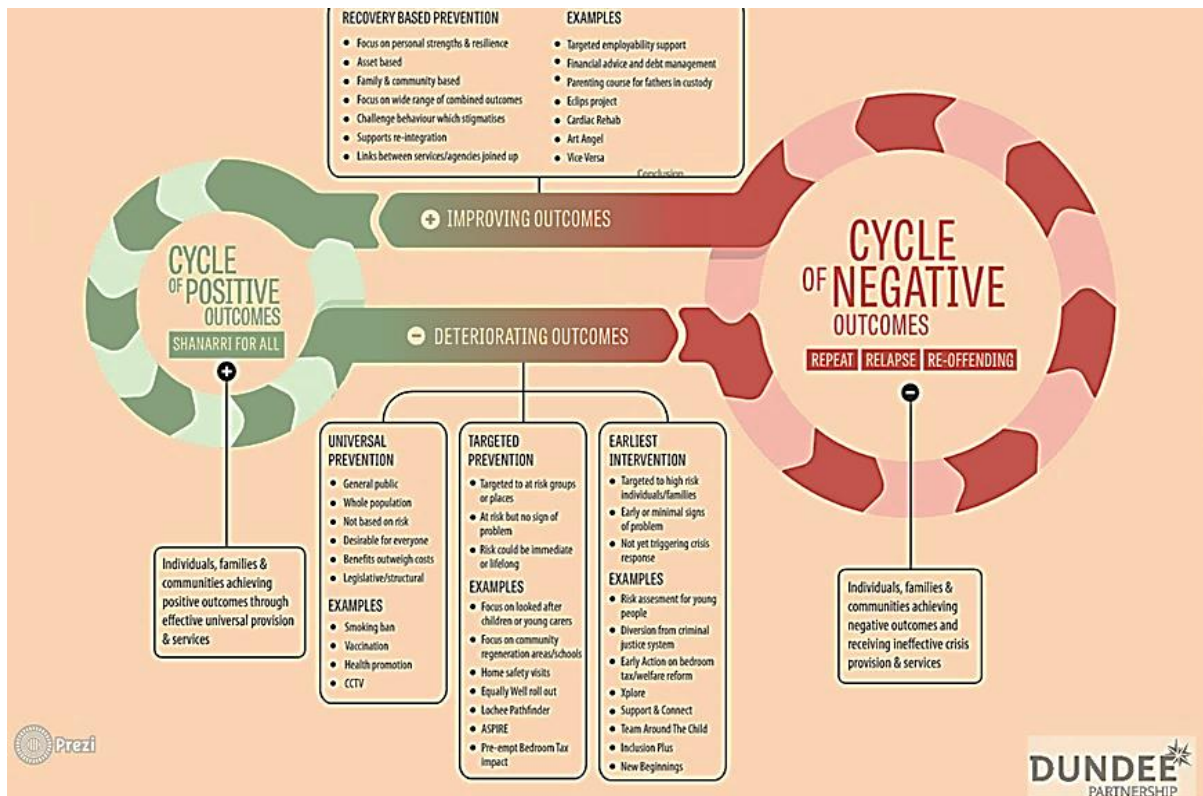 RECOVERY BASED PREVENTION
• Focus on personal strengths & resilience
• Asset based
• Family & community based
• Focus on wide range of combined outcomes
• Challenge behaviour which stigmatises
• Supports re-integration
• Links between services/agencies joined up
EXAMPLES
• Targeted employability support
• Financial advice and debt management
• Parenting course for fathers in custody
• Eclips project
• Cardiac Rehab
• Art Angel
• Vice Versa
Conclusion
+ IMPROVING OUTCOMES
CYCLE
OF POSITIVE
OUTCOMES
SHANARRI FOR ALL
+
− DETERIORATING OUTCOMES
CYCLE
OF NEGATIVE
OUTCOMES
REPEAT RELAPSE RE-OFFENDING
−
Individuals, families &
communities achieving
positive outcomes through
effective universal provision
& services
UNIVERSAL
PREVENTION
• General public
• Whole population
• Not based on risk
• Desirable for everyone
• Benefits outweigh costs
• Legislative/structural
EXAMPLES
• Smoking ban
• Vaccination
• Health promotion
• CCTV
TARGETED
PREVENTION
• Targeted to at risk groups
or places
• At risk but no sign of
problem
• Risk could be immediate
or lifelong
EXAMPLES
• Focus on looked after
children or young carers
• Focus on community
regeneration areas/schools
• Home safety visits
• Equally Well roll out
• Lochee Pathfinder
• ASPIRE
• Pre-empt Bedroom Tax
impact
EARLIEST
INTERVENTION
• Targeted to high risk
individuals/families
• Early or minimal signs
of problem
• Not yet triggering crisis
response
EXAMPLES
• Risk assesment for young
people
• Diversion from criminal
justice system
• Early Action on bedroom
tax/welfare reform
• Xplore
• Support & Connect
• Team Around The Child
• Inclusion Plus
• New Beginnings
Individuals, families &
communities achieving
negative outcomes and
receiving ineffective crisis
provision & services
Prezi
DUNDEE
PARTNERSHIP